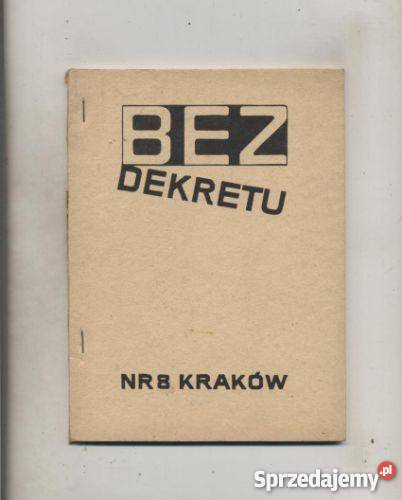 BEZ
DEKRETU
NR 8 KRAKÓW
Sprzedajemy.pl